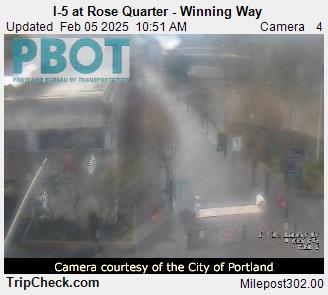 I-5 at Rose Quarter - Winning Way
Updated Feb 05 2025 10:51 AM Camera 4
PBOT
PORTLAND BUREAU OF TRANSPORTATION
Camera courtesy of the City of Portland
TripCheck.com Milepost302.00